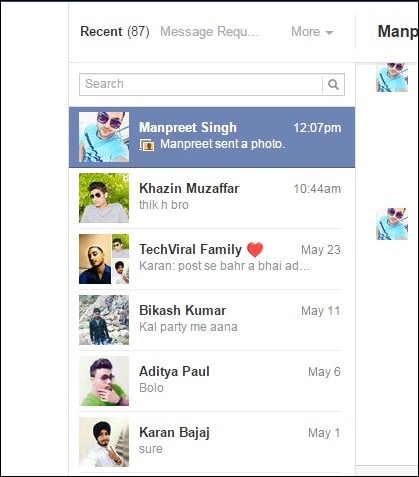 Recent (87) Message Requ... More
Manp
Search
Manpreet Singh 12:07pm
Manpreet sent a photo.
Khazin Muzaffar 10:44am
thik h bro
TechViral Family ❤ May 23
Karan: post se bahr a bhai ad...
Bikash Kumar May 11
Kal party me aana
Aditya Paul May 6
Bolo
Karan Bajaj May 1
sure